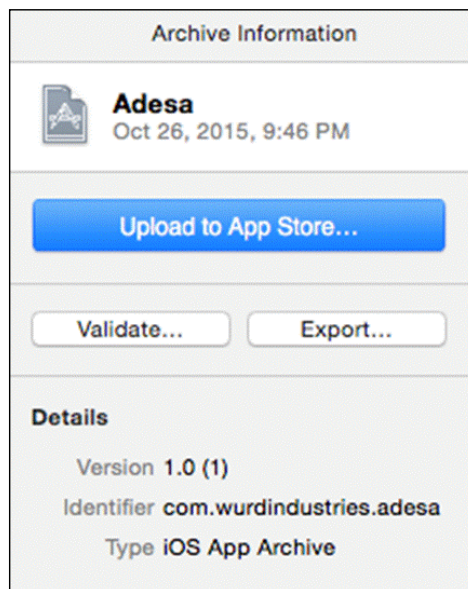 Archive Information
Adesa
Oct 26, 2015, 9:46 PM
Upload to App Store...
Validate...
Export...
Details
Version 1.0 (1)
Identifier com.wurdindustries.adesa
Type iOS App Archive